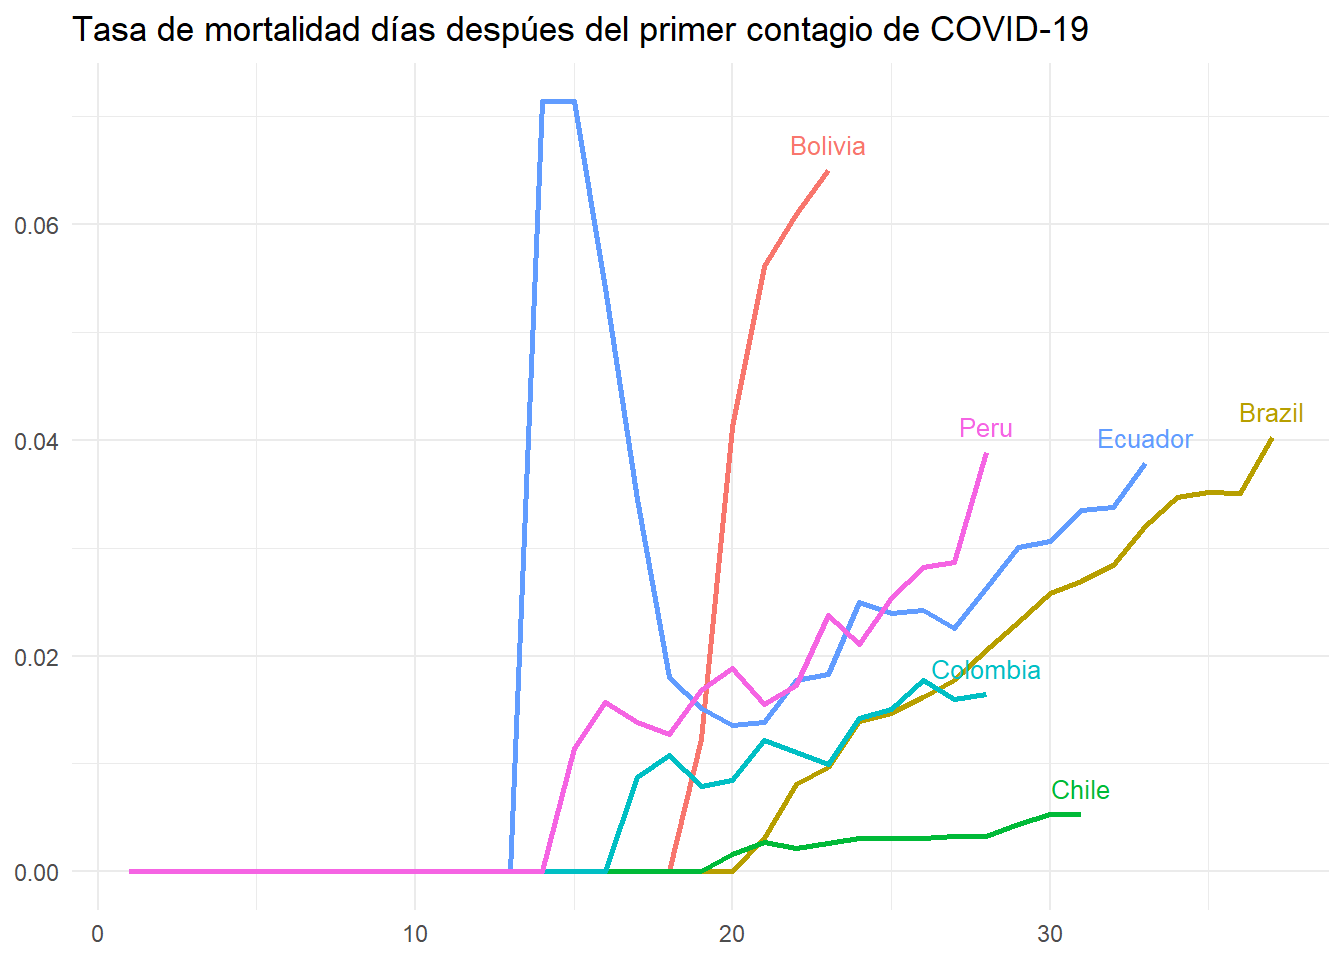 Tasa de mortalidad días despúes del primer contagio de COVID-19
Bolivia
0.06
Brazil
Peru
Ecuador
0.04
Colombia
0.02
Chile
0.00
0 10 20 30